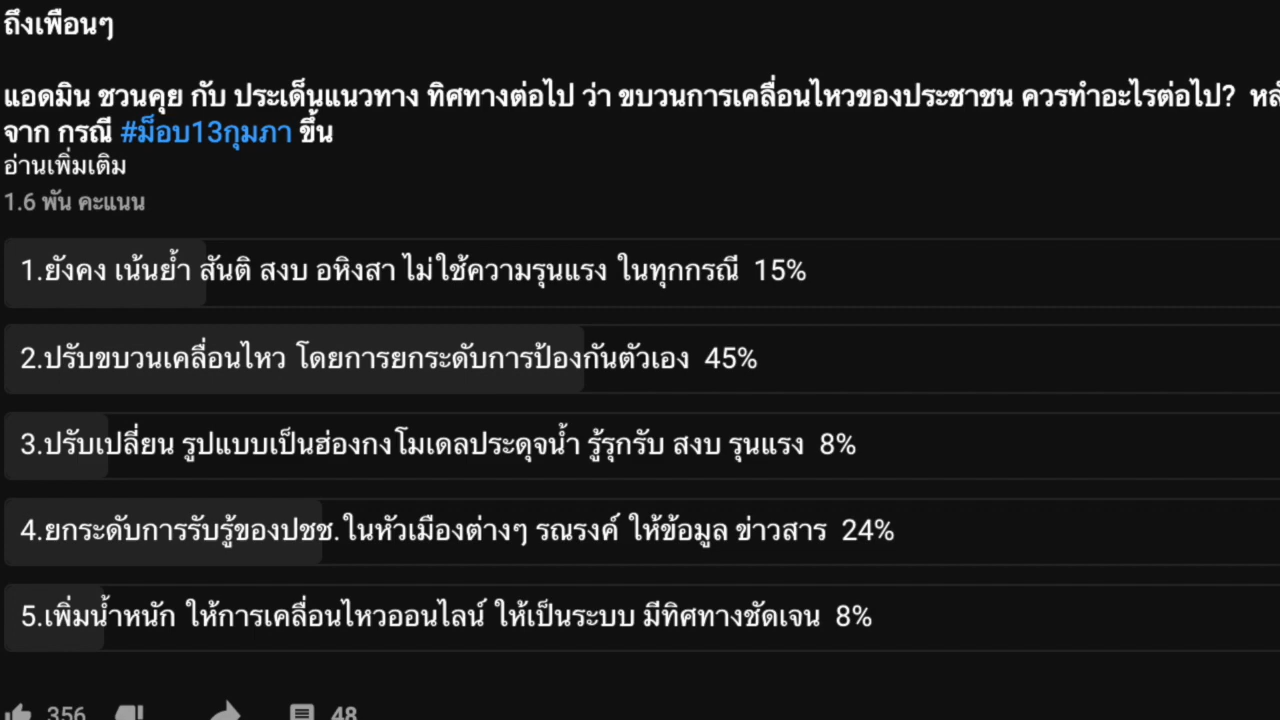 ถึงเพื่อนๆ
แอดมิน ชวนคุย กับ ประเด็นแนวทาง ทิศทางต่อไป ว่า ขบวนการเคลื่อนไหวของประชาชน ควรทำอะไรต่อไป?
จาก กรณี #ม็อบ13กุมภา ขึ้น
อ่านเพิ่มเติม
1.6 พัน คะแนน
1.ยังคง เน้นย้ำ สันติ สงบ อหิงสา ไม่ใช้ความรุนแรง ในทุกกรณี 15%
2.ปรับขบวนเคลื่อนไหว โดยการยกระดับการป้องกันตัวเอง 45%
3.ปรับเปลี่ยน รูปแบบเป็นฮ่องกงโมเดลประดุจน้ำ รู้รุกรับ สงบ รุนแรง 8%
4.ยกระดับการรับรู้ของปชช.ในหัวเมืองต่างๆ รณรงค์ ให้ข้อมูล ข่าวสาร 24%
5.เพิ่มน้ำหนัก ให้การเคลื่อนไหวออนไลน์ ให้เป็นระบบ มีทิศทางชัดเจน 8%
356 48